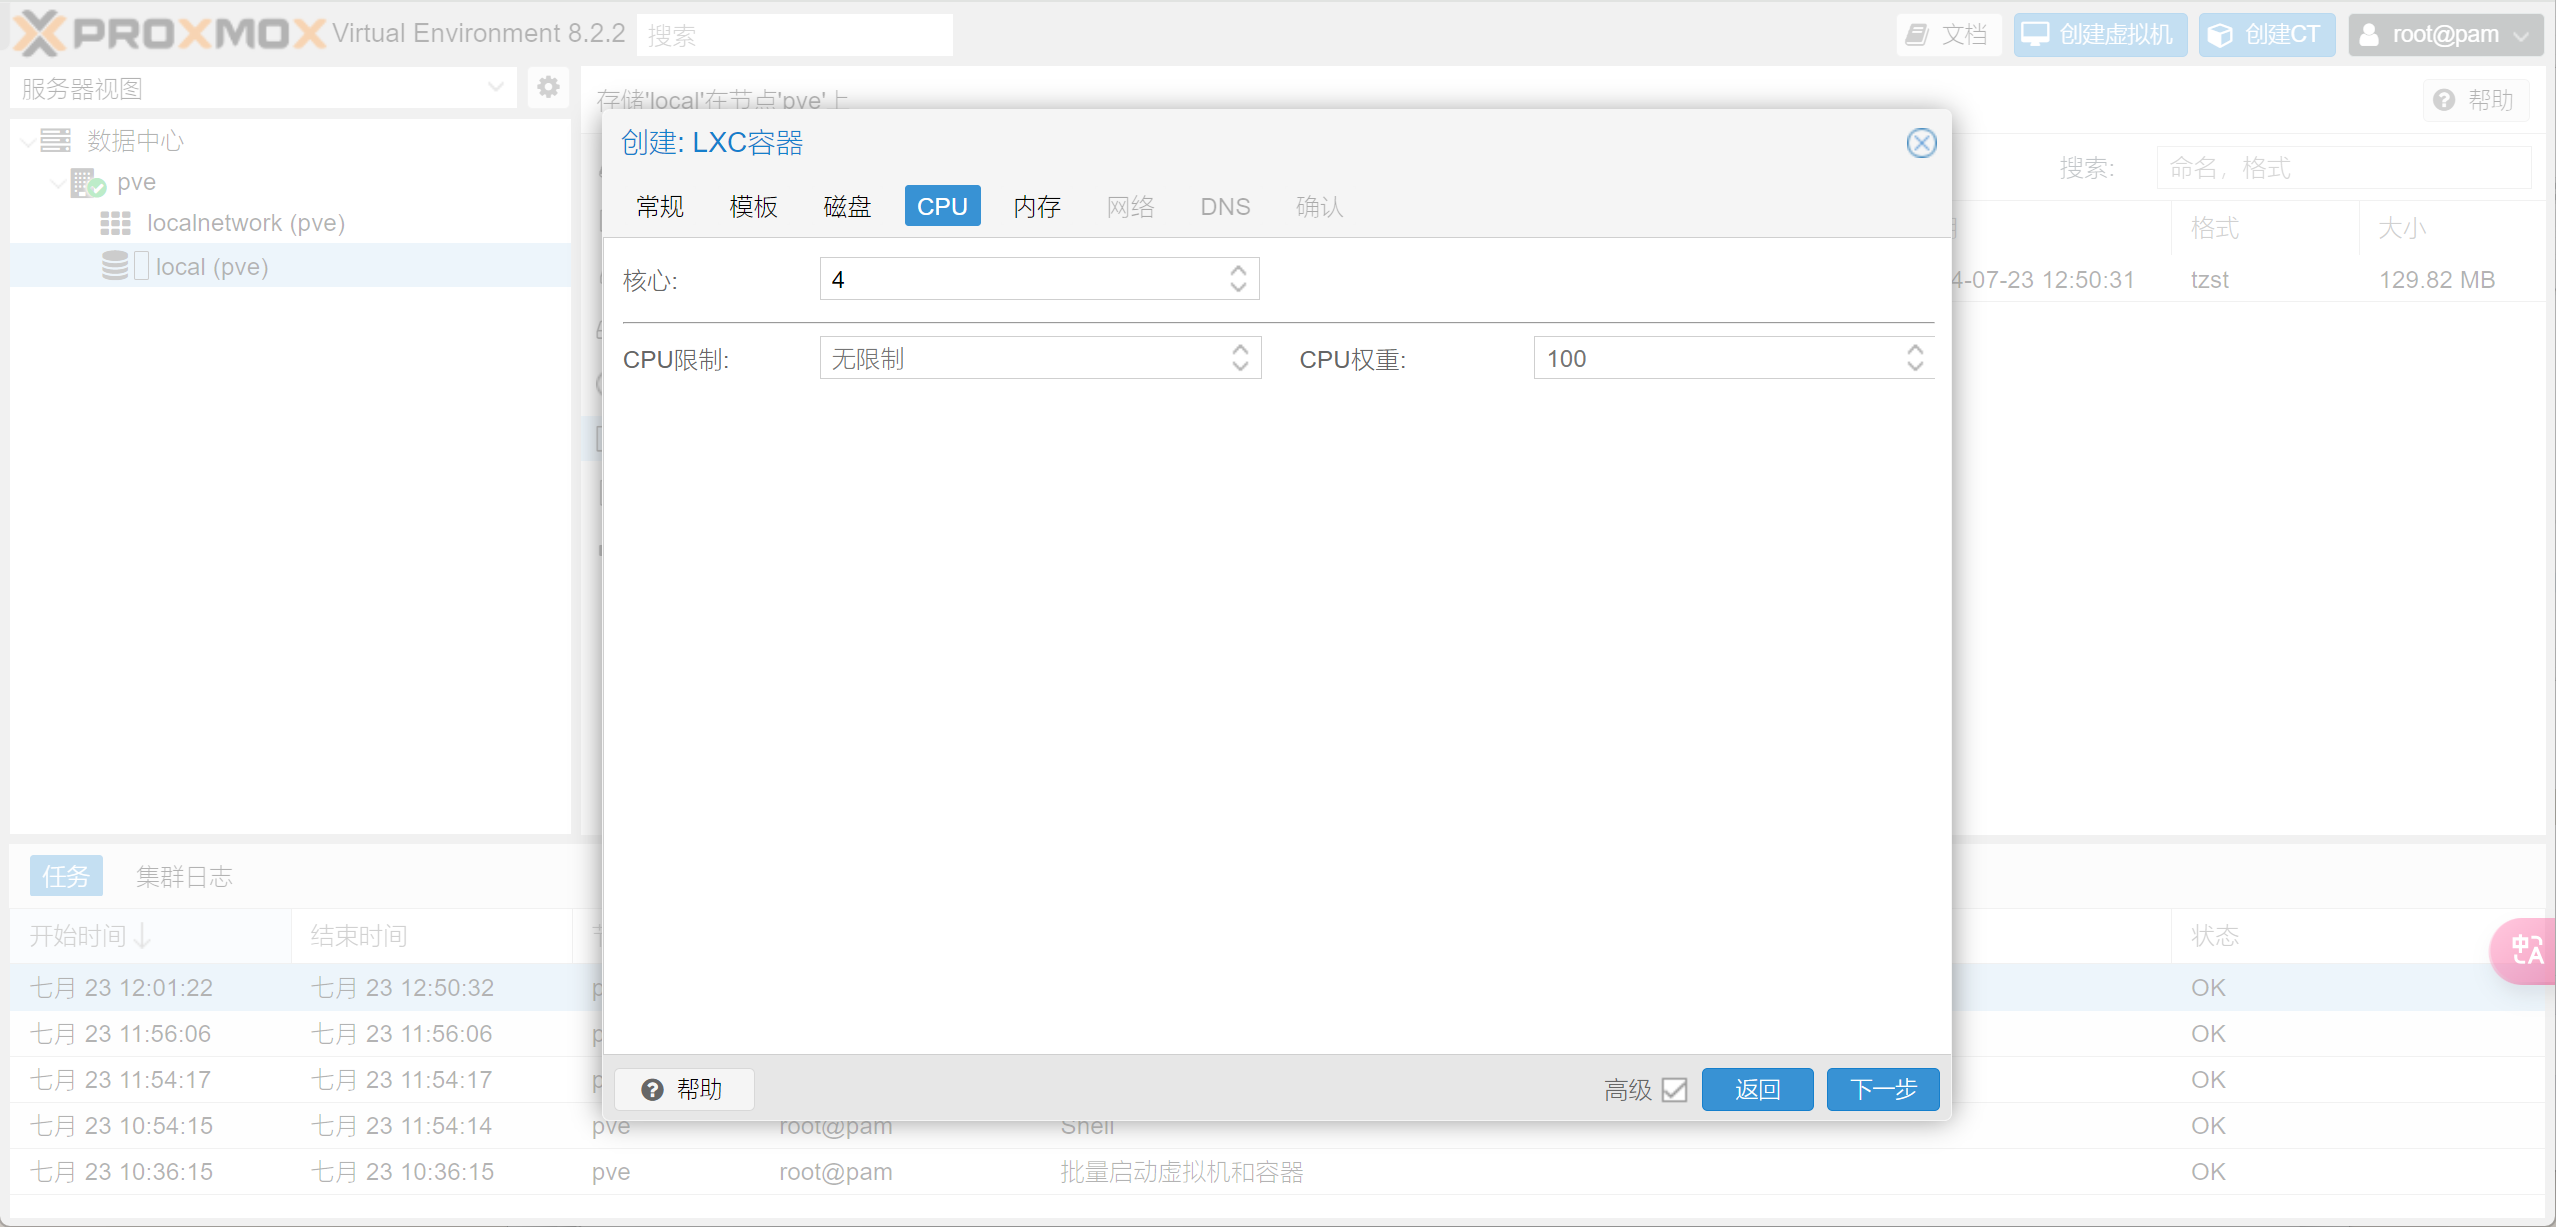 PROXMOX Virtual Environment 8.2.2 搜索 文档 创建虚拟机 创建CT root@pam
服务器视图
存储'local'在节点'pve'上
帮助
数据中心
pve
localnetwork (pve)
local (pve)
搜索: 命名，格式
格式 大小
4-07-23 12:50:31 tzst 129.82 MB
创建: LXC容器
常规 模板 磁盘 CPU 内存 网络 DNS 确认
核心: 4
CPU限制: 无限制 CPU权重: 100
帮助 高级 返回 下一步
任务 集群日志
开始时间 结束时间 状态
七月 23 12:01:22 七月 23 12:50:32 OK
七月 23 11:56:06 七月 23 11:56:06 OK
七月 23 11:54:17 七月 23 11:54:17 OK
七月 23 10:54:15 七月 23 11:54:14 pve root@pam Shell OK
七月 23 10:36:15 七月 23 10:36:15 pve root@pam 批量启动虚拟机和容器 OK
中A